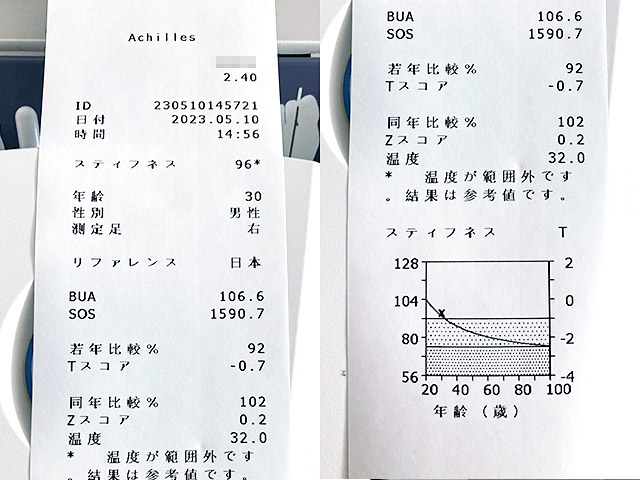 Achilles
2.40
ID 230510145721
日付 2023.05.10
時間 14:56
スティフネス 96*
年齢 30
性別 男性
測定足 右
リファレンス 日本
BUA 106.6
SOS 1590.7
若年比較% 92
Tスコア -0.7
同年比較% 102
Zスコア 0.2
温度 32.0
* 温度が範囲外です
。結果は参考値です。
BUA 106.6
SOS 1590.7
若年比較% 92
Tスコア -0.7
同年比較% 102
Zスコア 0.2
温度 32.0
* 温度が範囲外です
。結果は参考値です。
スティフネス T
128 2
104 0
80 -2
56 -4
20 40 60 80 100
年齢(歳)